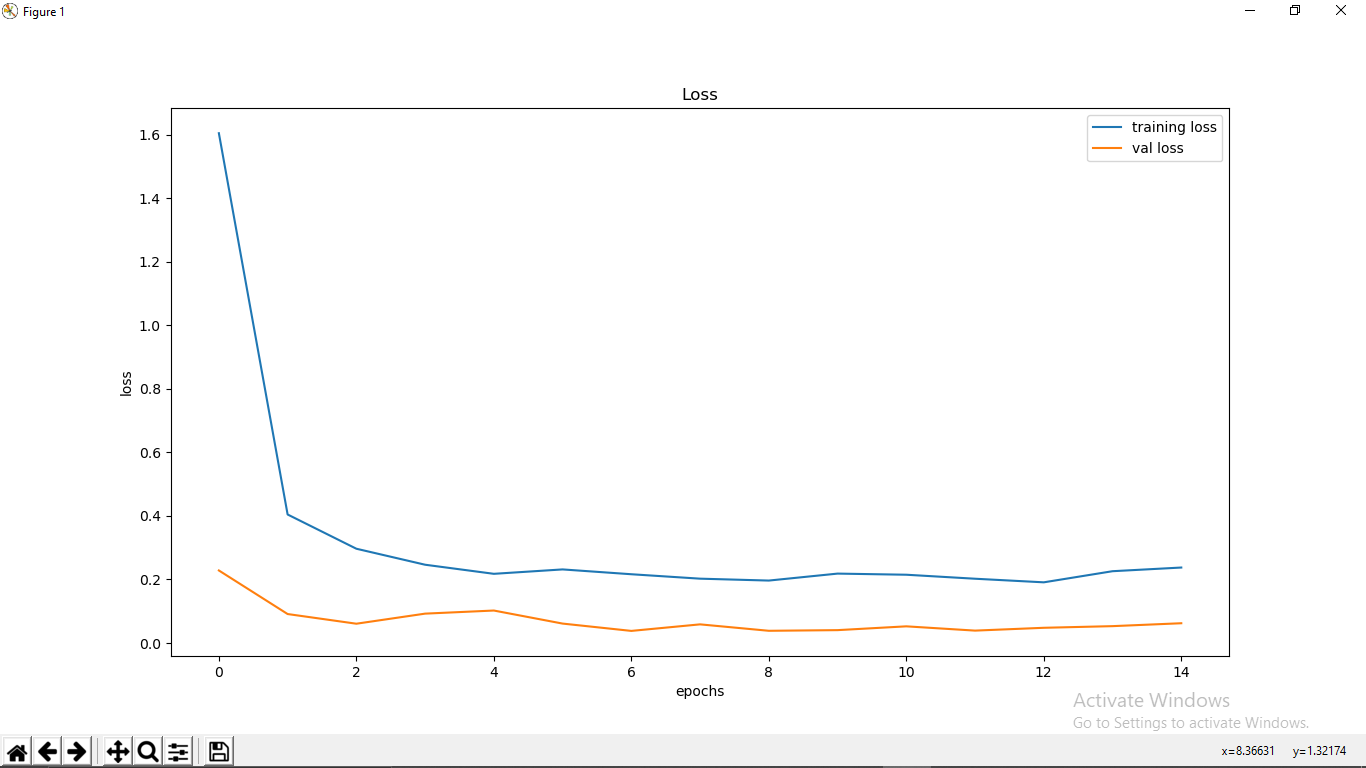 Figure 1
Loss
training loss
val loss
1.6
1.4
1.2
1.0
0.8
0.6
0.4
0.2
0.0
loss
0 2 4 6 8 10 12 14
epochs
Activate Windows
Go to Settings to activate Windows.
x=8.36631 y=1.32174